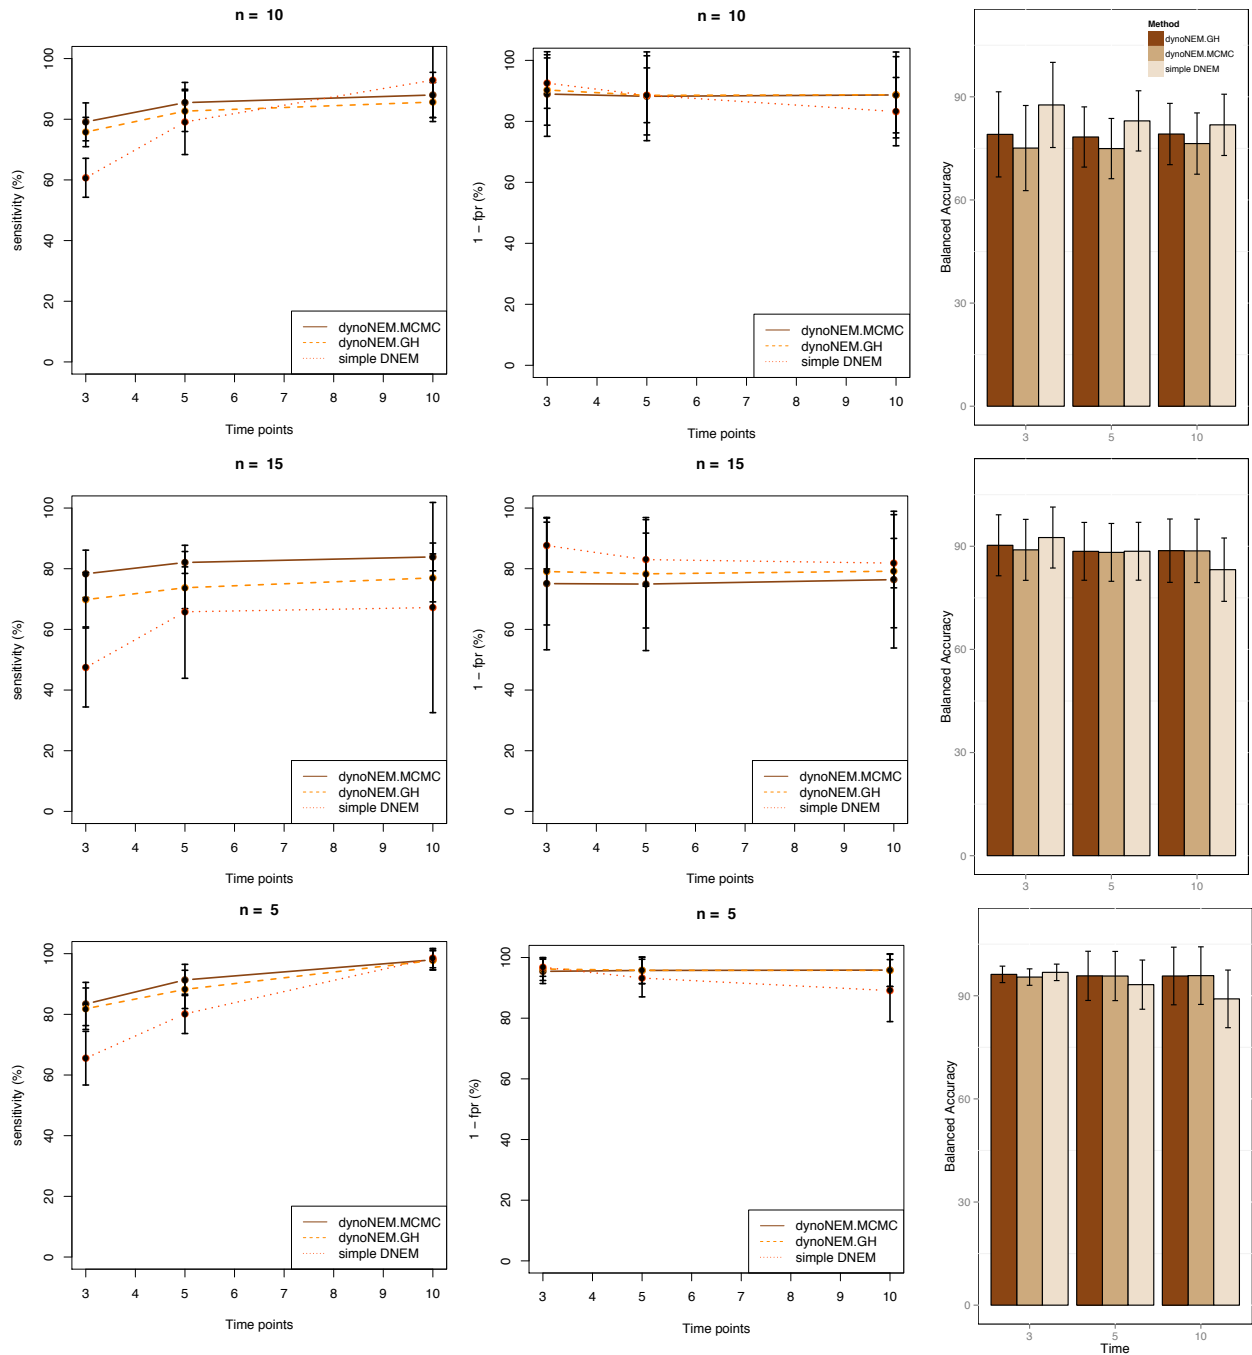 n = 10
sensitivity (%)
0 20 40 60 80 100
3 4 5 6 7 8 9 10
Time points
dynoNEM.MCMC
dynoNEM.GH
simple DNEM
n = 10
1 − fpr (%)
0 20 40 60 80 100
3 4 5 6 7 8 9 10
Time points
dynoNEM.MCMC
dynoNEM.GH
simple DNEM
Method
dynoNEM.GH
dynoNEM.MCMC
simple DNEM
Balanced Accuracy
90
60
30
0
3 5 10
n = 15
sensitivity (%)
0 20 40 60 80 100
3 4 5 6 7 8 9 10
Time points
dynoNEM.MCMC
dynoNEM.GH
simple DNEM
n = 15
1 − fpr (%)
0 20 40 60 80 100
3 4 5 6 7 8 9 10
Time points
dynoNEM.MCMC
dynoNEM.GH
simple DNEM
Balanced Accuracy
90
60
30
0
3 5 10
n = 5
sensitivity (%)
0 20 40 60 80 100
3 4 5 6 7 8 9 10
Time points
dynoNEM.MCMC
dynoNEM.GH
simple DNEM
n = 5
1 − fpr (%)
0 20 40 60 80 100
3 4 5 6 7 8 9 10
Time points
dynoNEM.MCMC
dynoNEM.GH
simple DNEM
Balanced Accuracy
90
60
30
0
3 5 10
Time